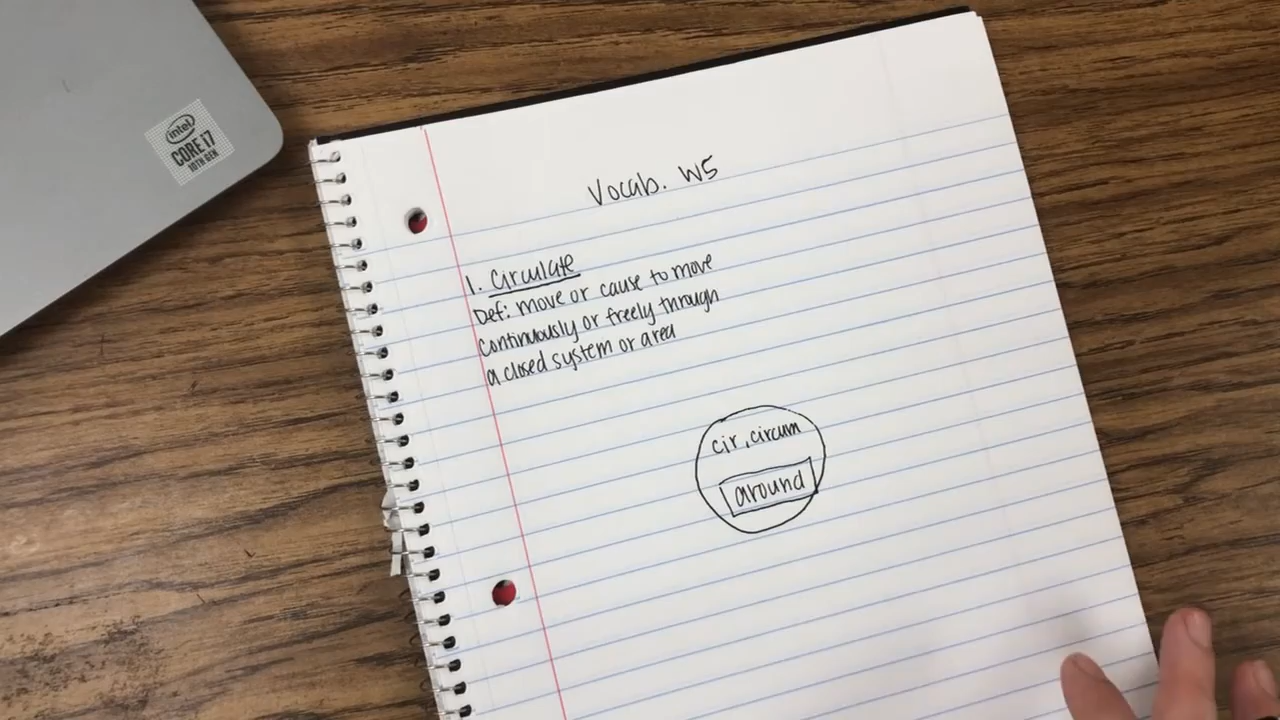 intel
CORE i7
10TH GEN
Vocab. W5
1. Circulate
Def: move or cause to move
continuously or freely through
a closed system or area
cir, circum
around